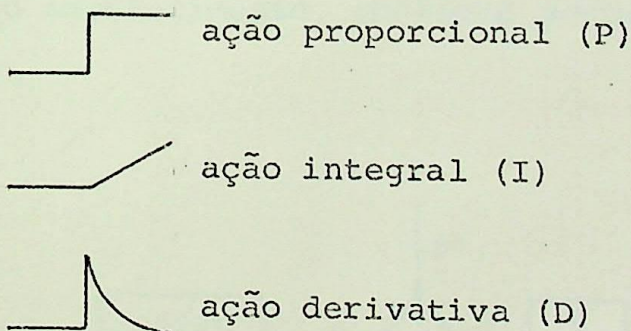 ação proporcional (P)
ação integral (I)
ação derivativa (D)